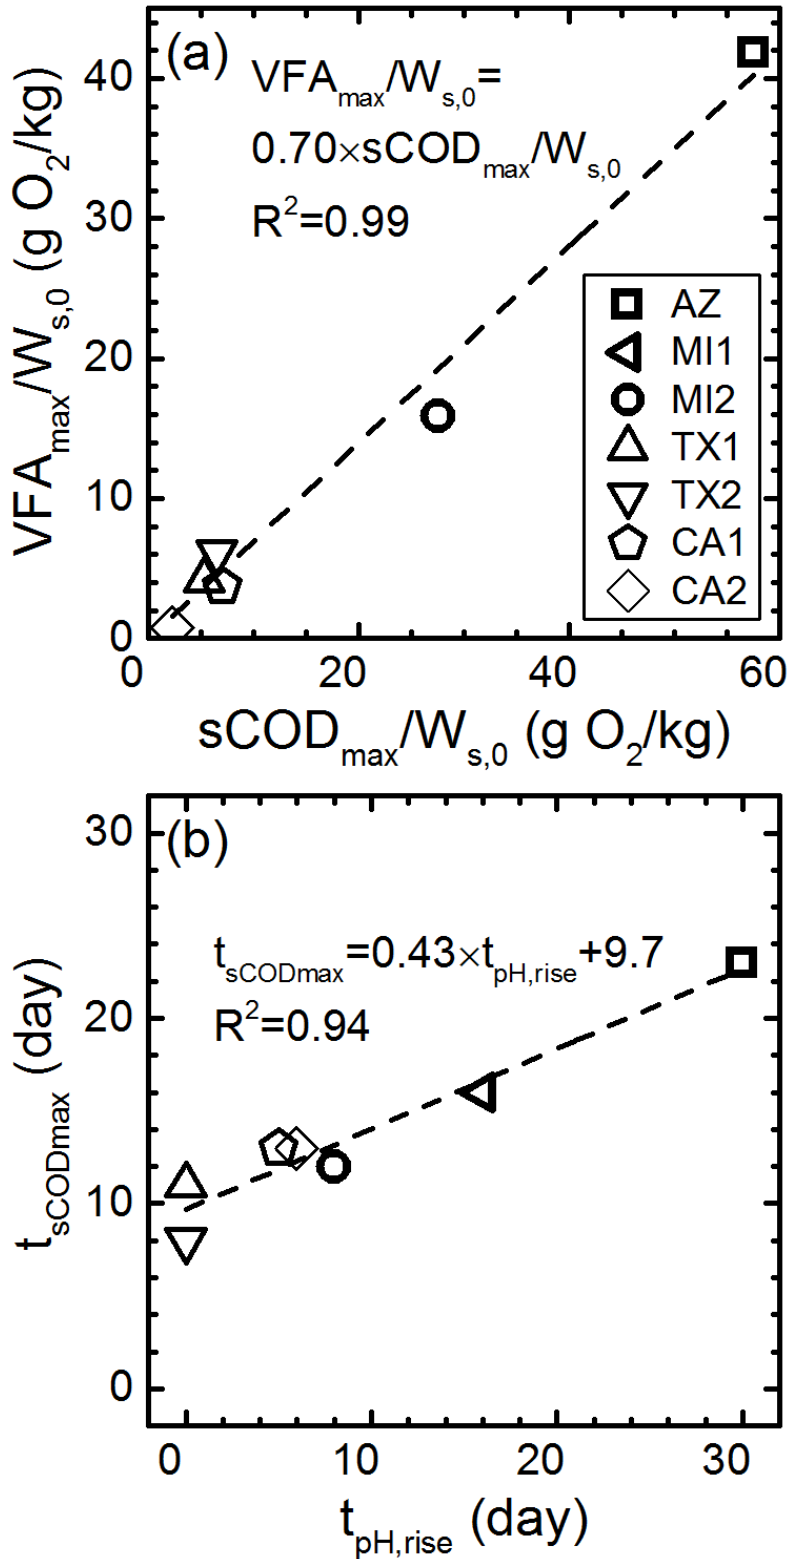 (a)
VFAmax/Ws,0=
0.70×sCODmax/Ws,0
R2=0.99
VFAmax/Ws,0 (g O2/kg)
40
30
20
10
0
AZ
MI1
MI2
TX1
TX2
CA1
CA2
0 20 40 60
sCODmax/Ws,0 (g O2/kg)
(b)
tsCODmax=0.43×tpH,rise+9.7
R2=0.94
tsCODmax (day)
30
20
10
0
0 10 20 30
tpH,rise (day)